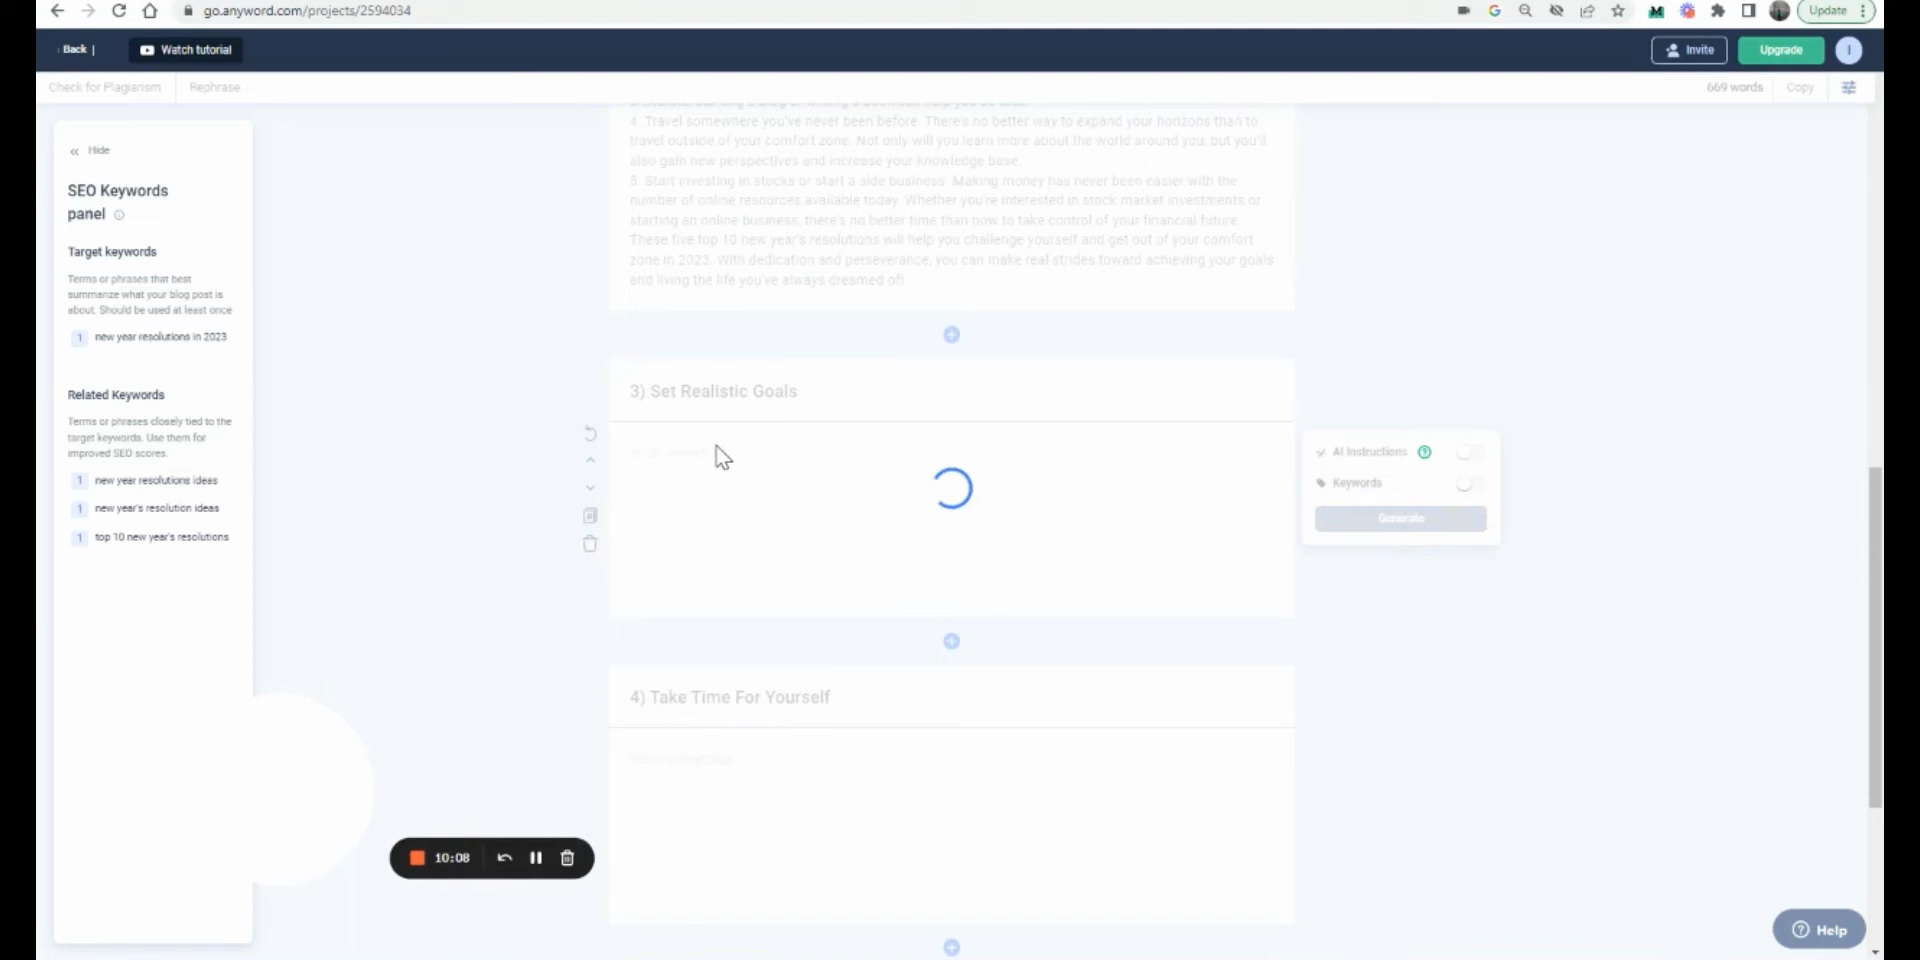 go.anyword.com/projects/2594034
Update
Back |
Watch tutorial
Invite
Upgrade
I
Check for Plagiarism
Rephrase
669 words
Copy
Hide
SEO Keywords
panel
Target keywords
Terms or phrases that best
summarize what your blog post is
about. Should be used at least once
1 new year resolutions in 2023
Related Keywords
Terms or phrases closely tied to the
target keywords. Use them for
improved SEO scores.
1 new year resolutions ideas
1 new year's resolution ideas
1 top 10 new year's resolutions
4. Travel somewhere you've never been before. There's no better way to expand your horizons than to
travel outside of your comfort zone. Not only will you learn more about the world around you, but you'll
also gain new perspectives and increase your knowledge base.
5. Start investing in stocks or start a side business. Making money has never been easier with the
number of online resources available today. Whether you're interested in stock market investments or
starting an online business, there's no better time than now to take control of your financial future.
These five top 10 new year's resolutions will help you challenge yourself and get out of your comfort
zone in 2023. With dedication and perseverance, you can make real strides toward achieving your goals
and living the life you've always dreamed of!
3) Set Realistic Goals
AI Instructions
Keywords
Generate
4) Take Time For Yourself
10:08
Help